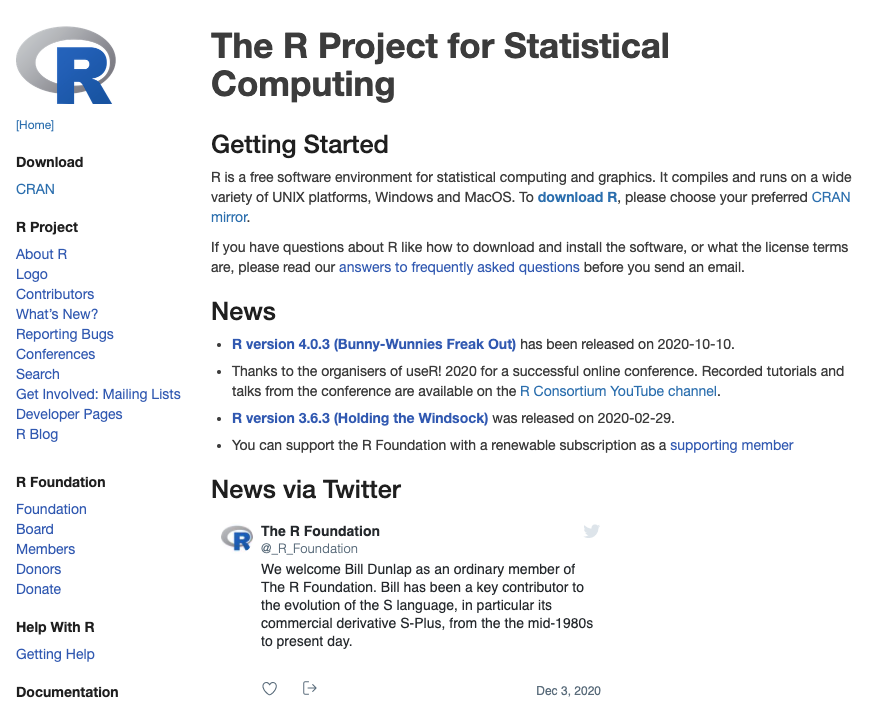 R
[Home]
Download
CRAN
R Project
About R
Logo
Contributors
What's New?
Reporting Bugs
Conferences
Search
Get Involved: Mailing Lists
Developer Pages
R Blog
R Foundation
Foundation
Board
Members
Donors
Donate
Help With R
Getting Help
Documentation
The R Project for Statistical
Computing
Getting Started
R is a free software environment for statistical computing and graphics. It compiles and runs on a wide
variety of UNIX platforms, Windows and MacOS. To download R, please choose your preferred CRAN
mirror.
If you have questions about R like how to download and install the software, or what the license terms
are, please read our answers to frequently asked questions before you send an email.
News
• R version 4.0.3 (Bunny-Wunnies Freak Out) has been released on 2020-10-10.
• Thanks to the organisers of useR! 2020 for a successful online conference. Recorded tutorials and
talks from the conference are available on the R Consortium YouTube channel.
• R version 3.6.3 (Holding the Windsock) was released on 2020-02-29.
• You can support the R Foundation with a renewable subscription as a supporting member
News via Twitter
R
The R Foundation
@_R_Foundation
We welcome Bill Dunlap as an ordinary member of
The R Foundation. Bill has been a key contributor to
the evolution of the S language, in particular its
commercial derivative S-Plus, from the the mid-1980s
to present day.
Dec 3, 2020